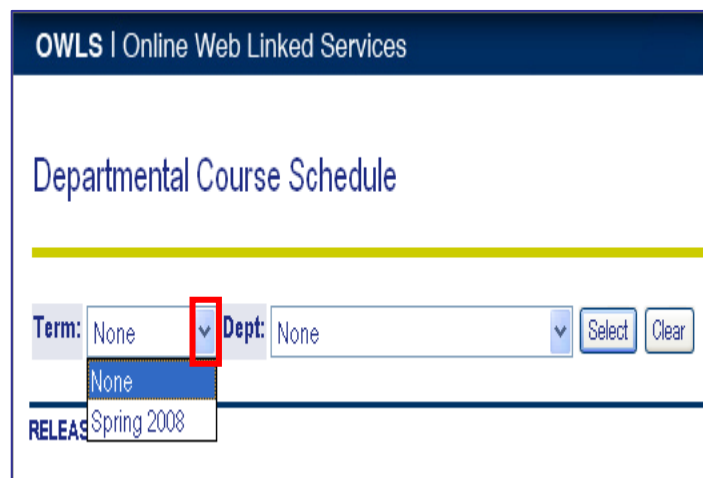 OWLS | Online Web Linked Services
Departmental Course Schedule
Term: None Dept: None Select Clear
None
Spring 2008
RELEAS